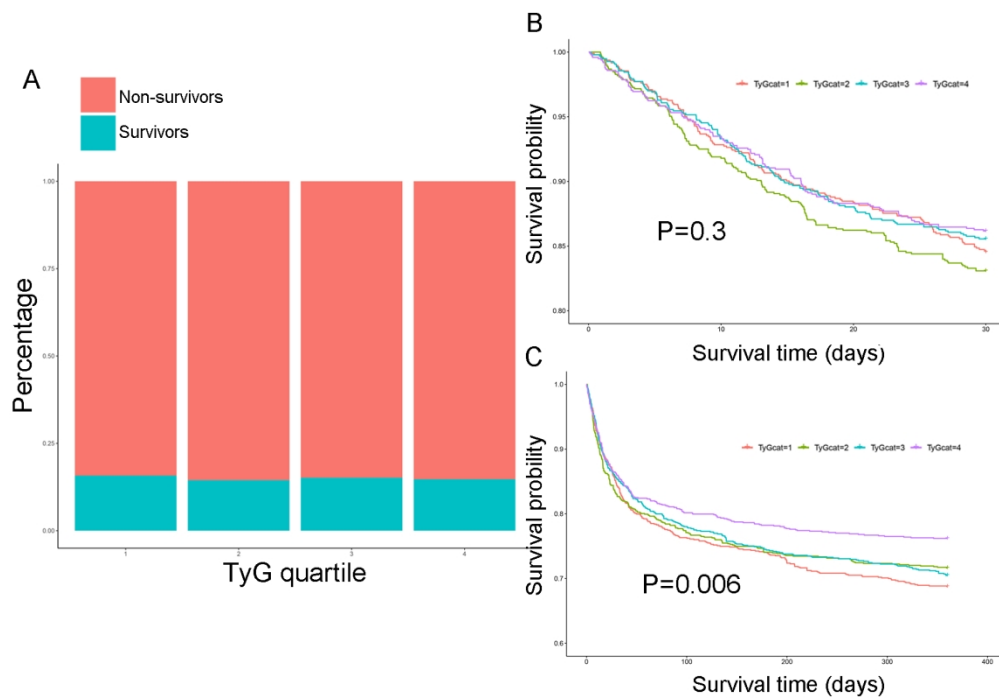 A
Non-survivors
Survivors
Percentage
1.00
0.75
0.50
0.25
0.00
1 2 3 4
TyG quartile
B
Survival probility
1.00
0.95
0.90
0.85
0.80
TyGcat=1 TyGcat=2 TyGcat=3 TyGcat=4
P=0.3
0 10 20 30
Survival time (days)
C
Survival probility
1.0
0.9
0.8
0.7
0.6
TyGcat=1 TyGcat=2 TyGcat=3 TyGcat=4
P=0.006
0 100 200 300 400
Survival time (days)